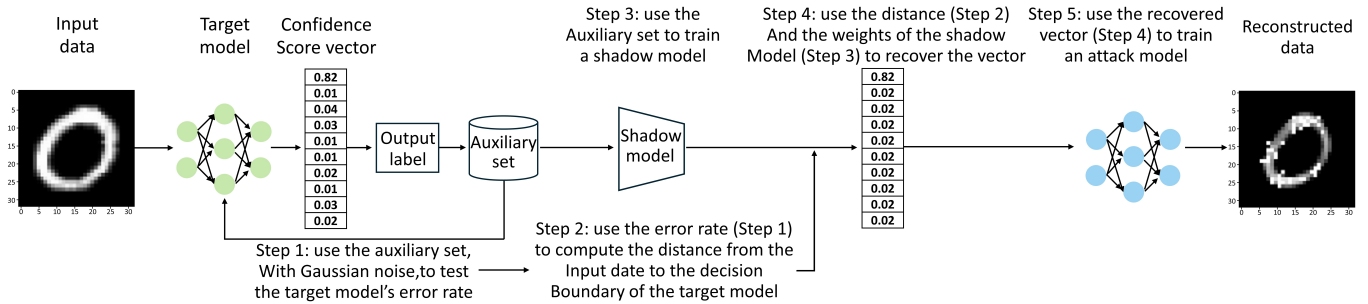 Input
data
Target
model
Confidence
Score vector
Step 3: use the
Auxiliary set to train
a shadow model
Step 4: use the distance (Step 2)
And the weights of the shadow
Model (Step 3) to recover the vector
Step 5: use the recovered
vector (Step 4) to train
an attack model
Reconstructed
data
0
5
10
15
20
25
30
0 5 10 15 20 25 30
0.82
0.01
0.04
0.03
0.01
0.01
0.02
0.01
0.03
0.02
Output
label
Auxiliary
set
Shadow
model
0.82
0.02
0.02
0.02
0.02
0.02
0.02
0.02
0.02
0.02
0
5
10
15
20
25
30
0 5 10 15 20 25 30
Step 1: use the auxiliary set,
With Gaussian noise,to test
the target model's error rate
Step 2: use the error rate (Step 1)
to compute the distance from the
Input date to the decision
Boundary of the target model